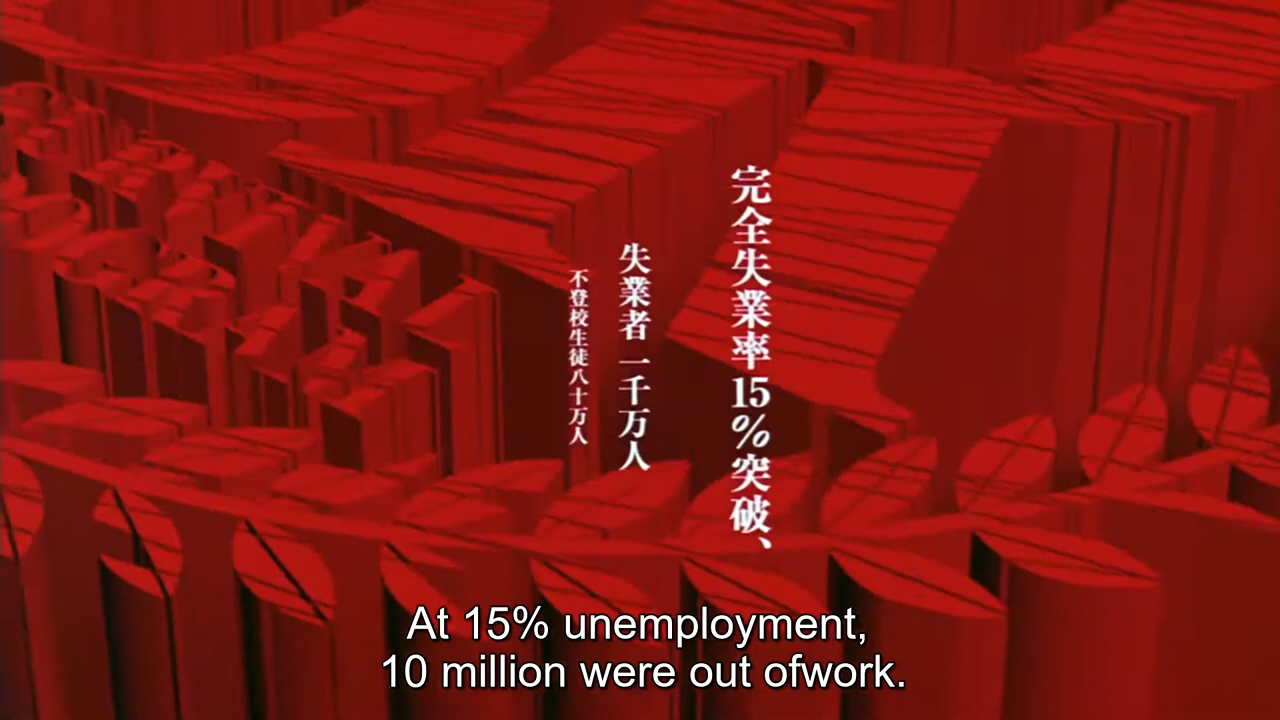 完全失業率15%突破、
失業者 一千万人
不登校生徒八十万人
At 15% unemployment,
10 million were out ofwork.